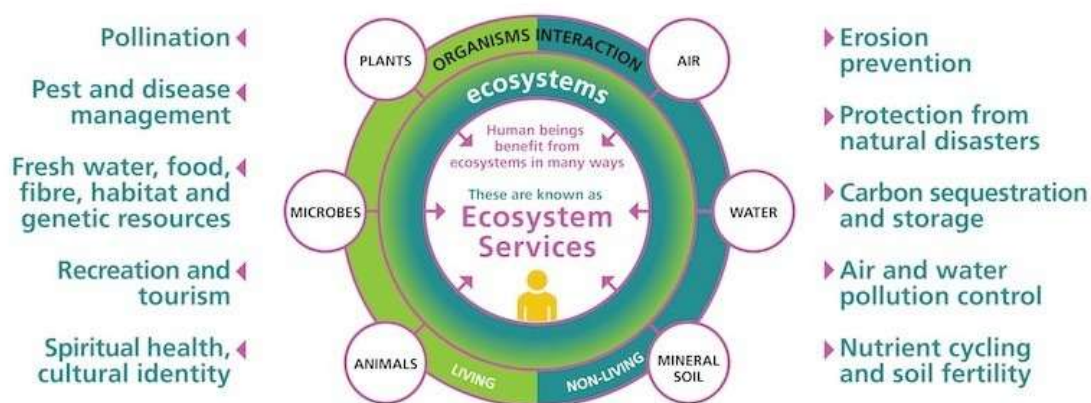 Pollination
Pest and disease
management
Fresh water, food,
fibre, habitat and
genetic resources
Recreation and
tourism
Spiritual health,
cultural identity
ORGANISMS INTERACTION
PLANTS
AIR
ecosystems
Human beings
benefit from
ecosystems in many ways
MICROBES
These are known as
Ecosystem
Services
WATER
ANIMALS
LIVING
NON-LIVING
MINERAL
SOIL
Erosion
prevention
Protection from
natural disasters
Carbon sequestration
and storage
Air and water
pollution control
Nutrient cycling
and soil fertility